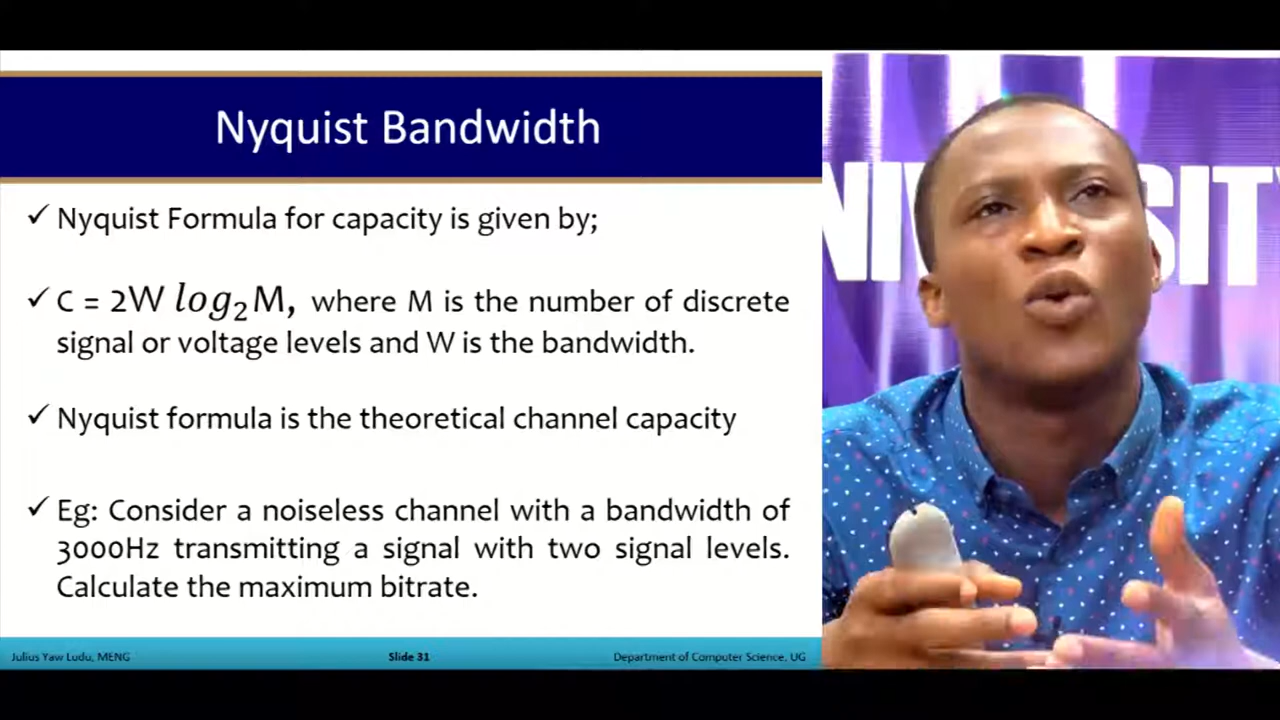 Nyquist Bandwidth
✓ Nyquist Formula for capacity is given by;
✓ C = 2W log₂M, where M is the number of discrete
signal or voltage levels and W is the bandwidth.
✓ Nyquist formula is the theoretical channel capacity
✓ Eg: Consider a noiseless channel with a bandwidth of
3000Hz transmitting a signal with two signal levels.
Calculate the maximum bitrate.
Julius Yaw Ludu, MENG
Slide 31
Department of Computer Science, UG